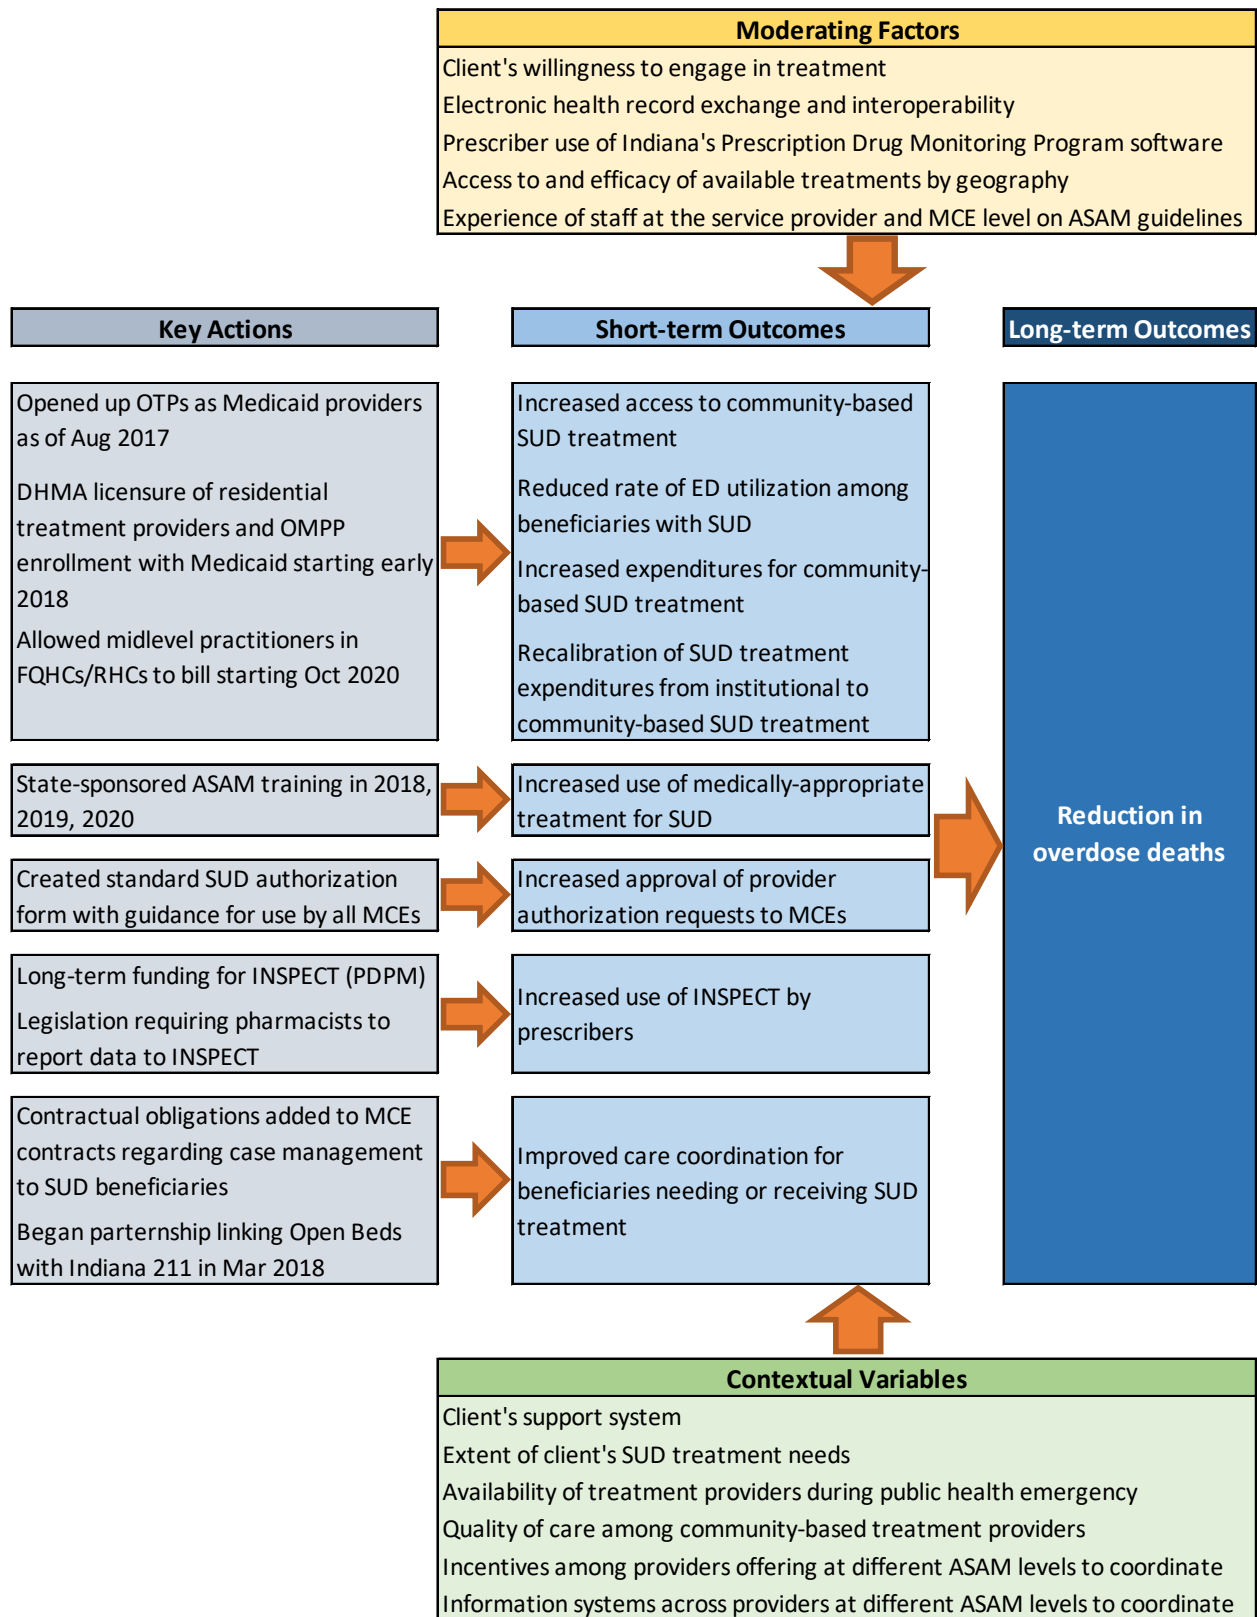 Moderating Factors
Client's willingness to engage in treatment
Electronic health record exchange and interoperability
Prescriber use of Indiana's Prescription Drug Monitoring Program software
Access to and efficacy of available treatments by geography
Experience of staff at the service provider and MCE level on ASAM guidelines
Key Actions
Short-term Outcomes
Long-term Outcomes
Opened up OTPs as Medicaid providers
as of Aug 2017
DHMA licensure of residential
treatment providers and OMPP
enrollment with Medicaid starting early
2018
Allowed midlevel practitioners in
FQHCs/RHCs to bill starting Oct 2020
Increased access to community-based
SUD treatment
Reduced rate of ED utilization among
beneficiaries with SUD
Increased expenditures for community-
based SUD treatment
Recalibration of SUD treatment
expenditures from institutional to
community-based SUD treatment
State-sponsored ASAM training in 2018,
2019, 2020
Increased use of medically-appropriate
treatment for SUD
Created standard SUD authorization
form with guidance for use by all MCEs
Increased approval of provider
authorization requests to MCEs
Long-term funding for INSPECT (PDPM)
Legislation requiring pharmacists to
report data to INSPECT
Increased use of INSPECT by
prescribers
Contractual obligations added to MCE
contracts regarding case management
to SUD beneficiaries
Began parternship linking Open Beds
with Indiana 211 in Mar 2018
Improved care coordination for
beneficiaries needing or receiving SUD
treatment
Reduction in
overdose deaths
Contextual Variables
Client's support system
Extent of client's SUD treatment needs
Availability of treatment providers during public health emergency
Quality of care among community-based treatment providers
Incentives among providers offering at different ASAM levels to coordinate
Information systems across providers at different ASAM levels to coordinate